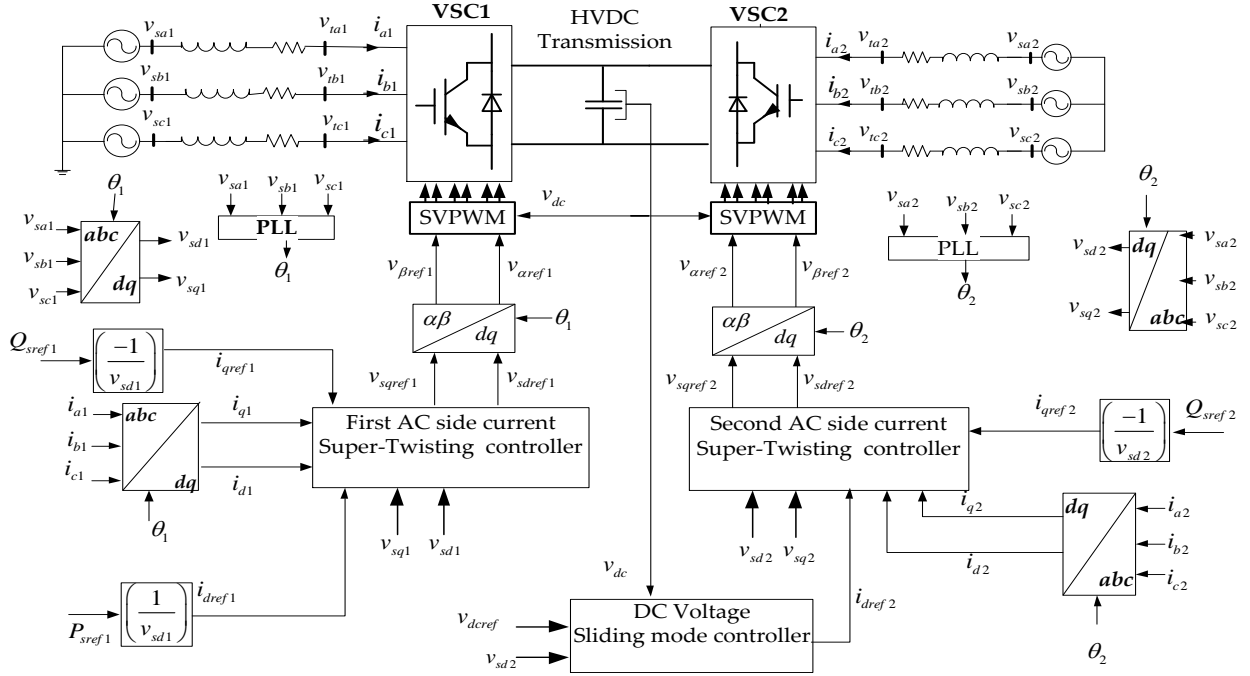 VSC1
HVDC
Transmission
VSC2
v_sa1
v_ta1
i_a1
v_sb1
v_tb1
i_b1
v_sc1
v_tc1
i_c1
i_a2
v_ta2
v_sa2
i_b2
v_tb2
v_sb2
i_c2
v_tc2
v_sc2
θ_1
v_sa1
v_sb1
v_sc1
abc
dq
v_sd1
v_sq1
v_sa1
v_sb1
v_sc1
PLL
θ_1
SVPWM
v_dc
SVPWM
v_sa2
v_sb2
v_sc2
PLL
θ_2
θ_2
v_sd2
v_sq2
dq
abc
v_sa2
v_sb2
v_sc2
v_βref1
v_αref1
v_αref2
v_βref2
αβ
dq
θ_1
αβ
dq
θ_2
Q_sref1
(-1/v_sd1)
i_qref1
v_sqref1
v_sdref1
v_sqref2
v_sdref2
i_a1
i_b1
i_c1
abc
dq
i_q1
i_d1
θ_1
First AC side current
Super-Twisting controller
Second AC side current
Super-Twisting controller
i_qref2
(-1/v_sd2)
Q_sref2
v_sq1
v_sd1
v_sd2
v_sq2
i_q2
i_d2
dq
abc
i_a2
i_b2
i_c2
θ_2
P_sref1
(1/v_sd1)
i_dref1
v_dc
i_dref2
v_dcref
v_sd2
DC Voltage
Sliding mode controller